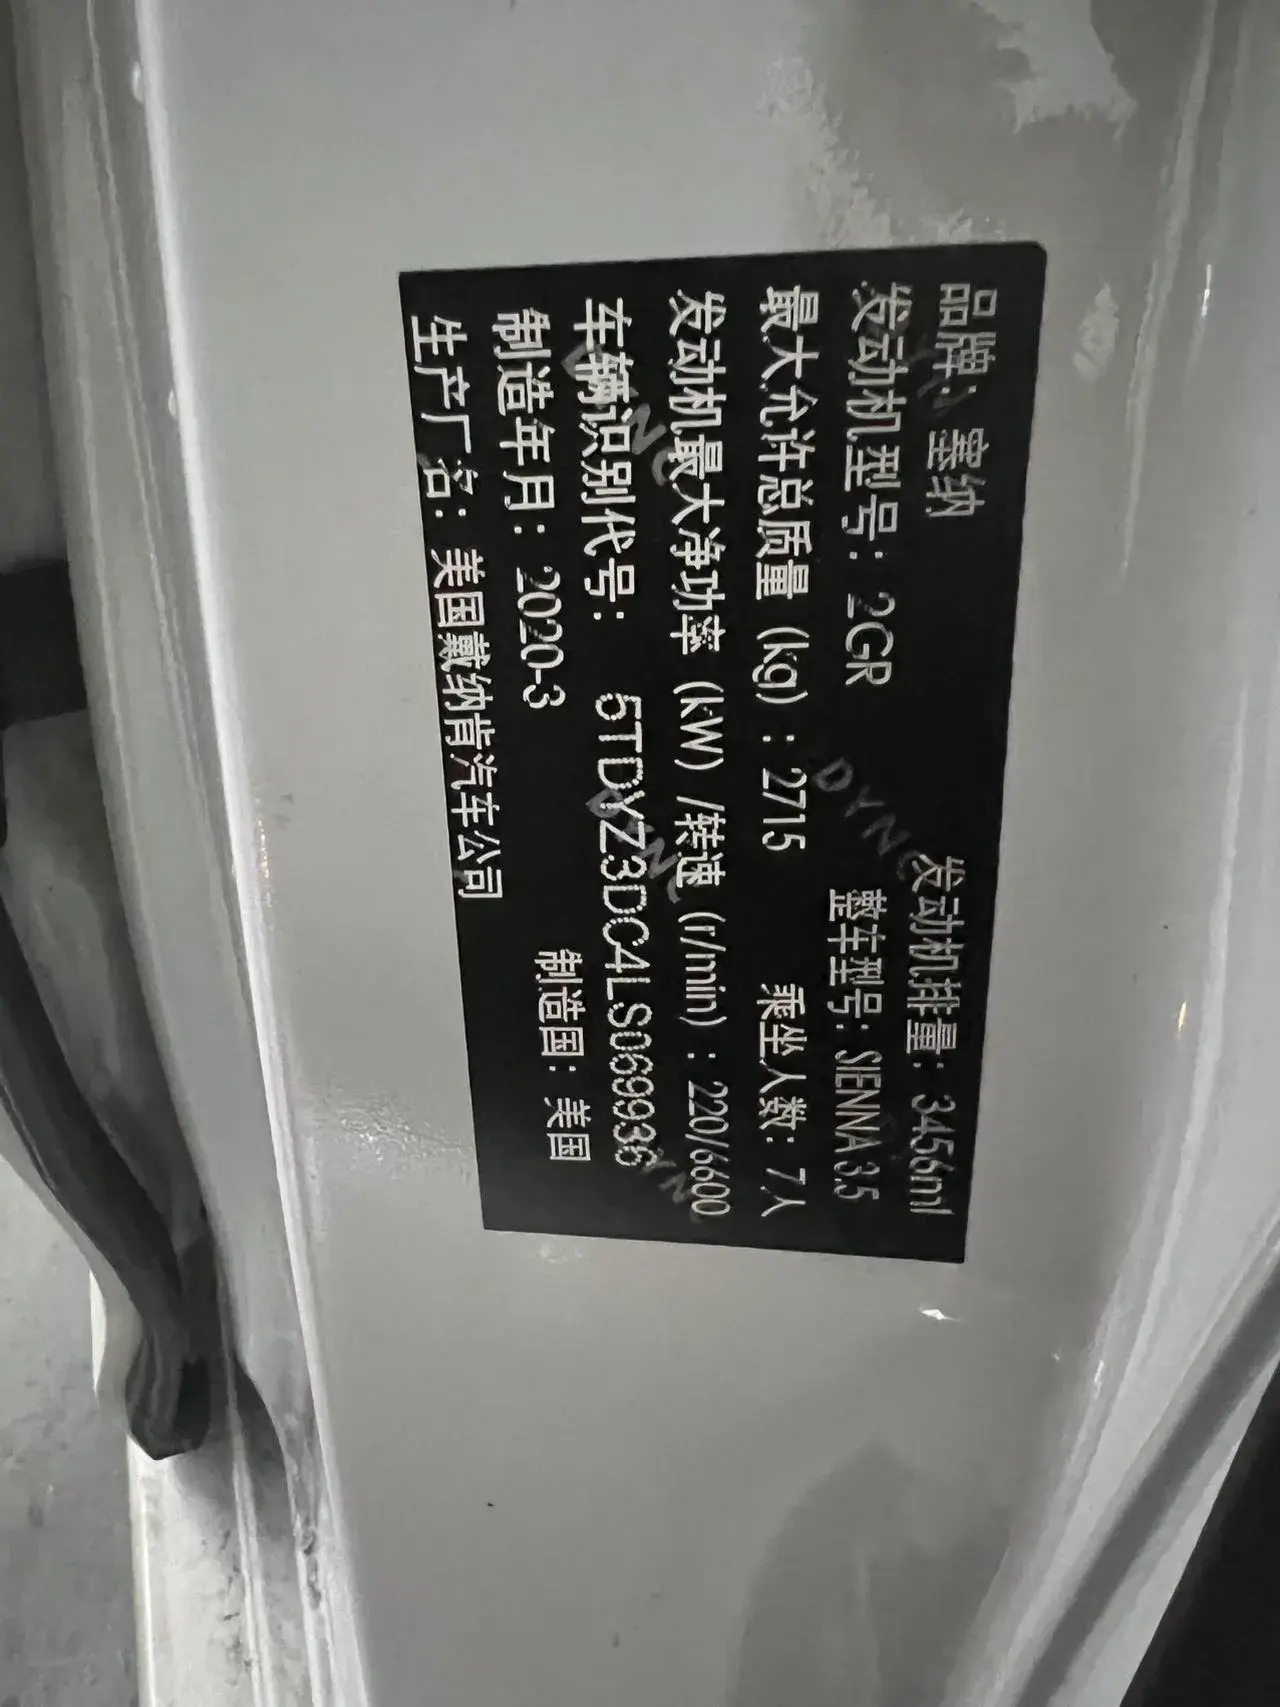 品牌：塞纳 发动机排量：3456ml
发动机型号：2GR 整车型号：SIENNA 3.5
最大允许总质量（kg）：2715 乘坐人数：7人
发动机最大净功率（kW）/转速（r/min）：220/6600
车辆识别代号：5TDYZ3DC4LS069936
制造年月：2020-3 制造国：美国
生产厂名：美国戴纳肯汽车公司
DYNC
DYNC
DYNC